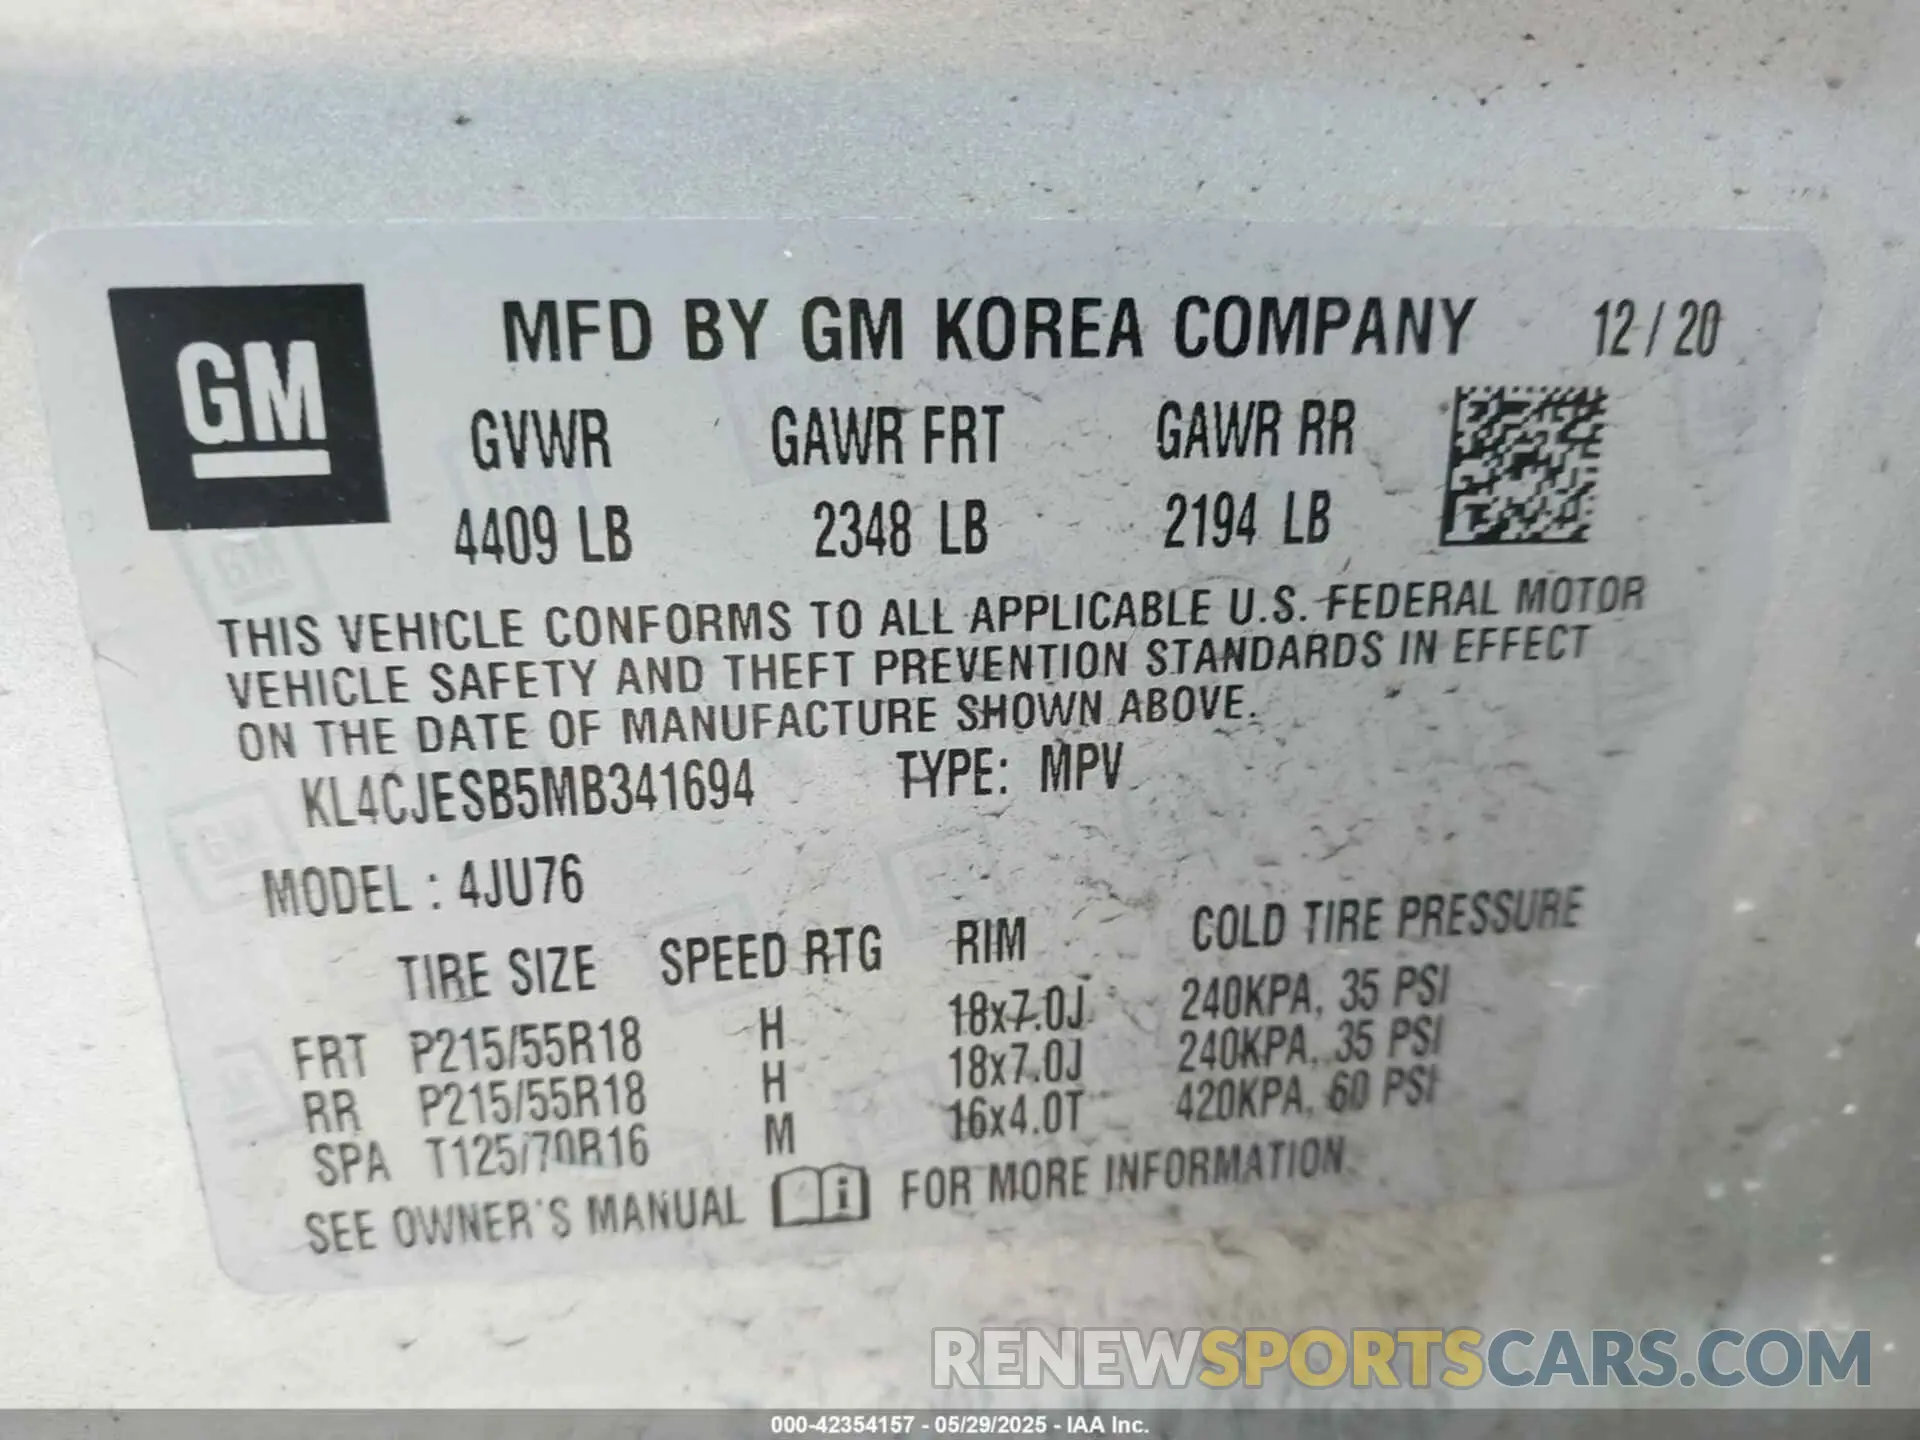 GM
MFD BY GM KOREA COMPANY 12/20
GVWR GAWR FRT GAWR RR
4409 LB 2348 LB 2194 LB
THIS VEHICLE CONFORMS TO ALL APPLICABLE U.S. FEDERAL MOTOR
VEHICLE SAFETY AND THEFT PREVENTION STANDARDS IN EFFECT
ON THE DATE OF MANUFACTURE SHOWN ABOVE.
KL4CJESB5MB341694 TYPE: MPV
MODEL : 4JU76
TIRE SIZE SPEED RTG RIM COLD TIRE PRESSURE
FRT P215/55R18 H 18x7.0J 240KPA, 35 PSI
RR P215/55R18 H 18x7.0J 240KPA, 35 PSI
SPA T125/70R16 M 16x4.0T 420KPA, 60 PSI
SEE OWNER'S MANUAL i FOR MORE INFORMATION
RENEWSPORTSCARS.COM
000-42354157 - 05/29/2025 - IAA Inc.